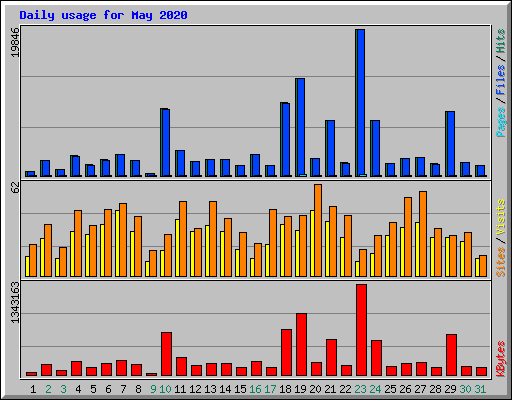 Daily usage for May 2020
19846
Pages / Files / Hits
62
Sites / Visits
1343163
KBytes
1 2 3 4 5 6 7 8 9 10 11 12 13 14 15 16 17 18 19 20 21 22 23 24 25 26 27 28 29 30 31